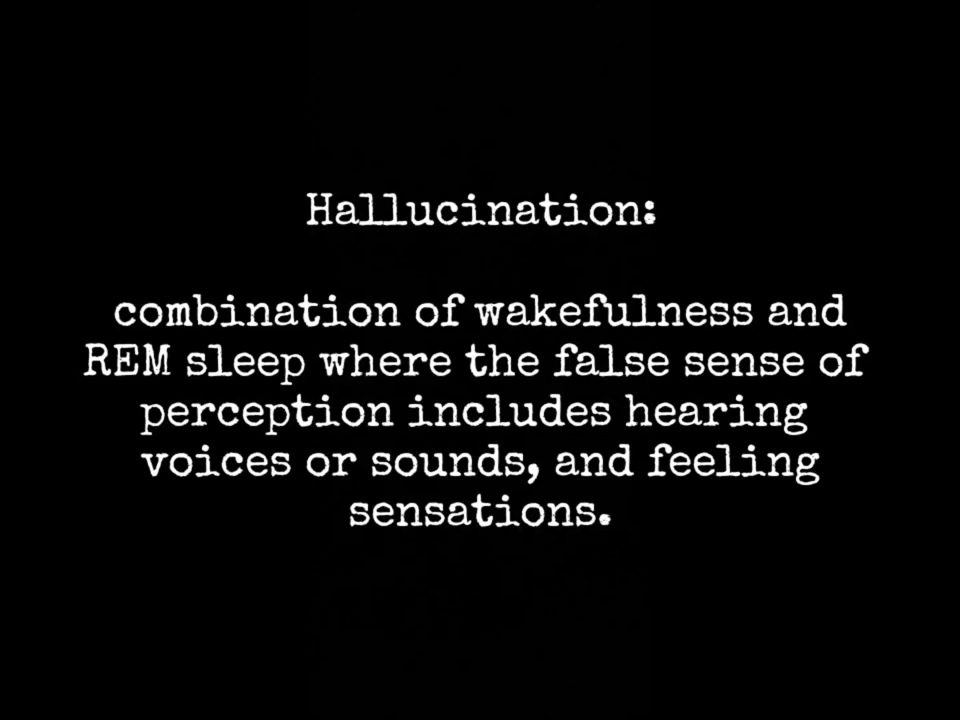 Hallucination:
combination of wakefulness and
REM sleep where the false sense of
perception includes hearing
voices or sounds, and feeling
sensations.